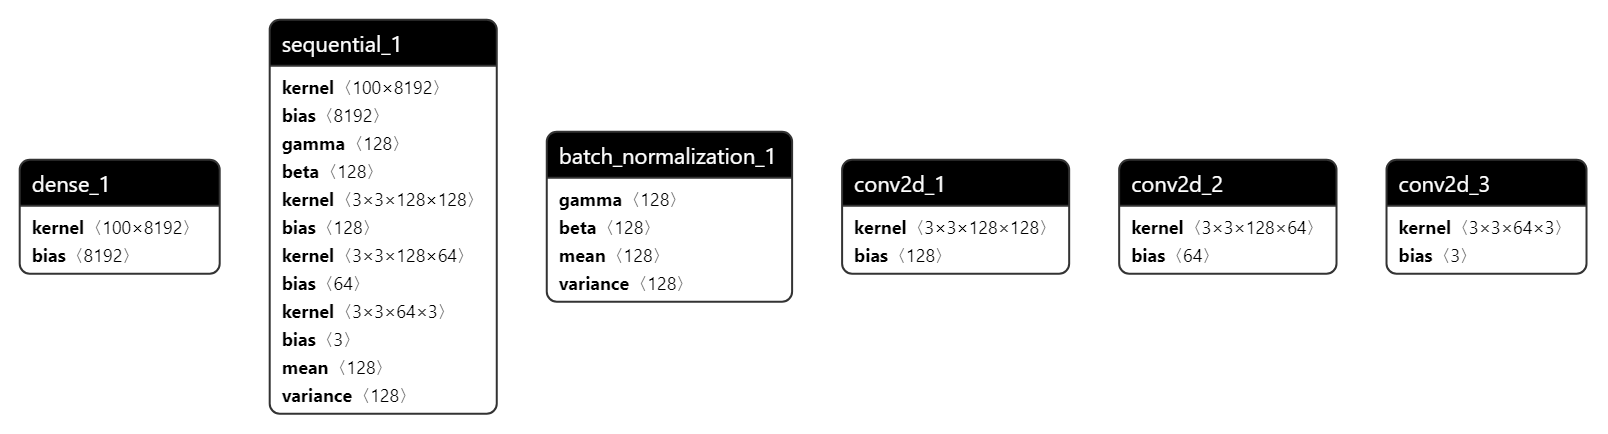 dense_1
kernel 〈100×8192〉
bias 〈8192〉
sequential_1
kernel 〈100×8192〉
bias 〈8192〉
gamma 〈128〉
beta 〈128〉
kernel 〈3×3×128×128〉
bias 〈128〉
kernel 〈3×3×128×64〉
bias 〈64〉
kernel 〈3×3×64×3〉
bias 〈3〉
mean 〈128〉
variance 〈128〉
batch_normalization_1
gamma 〈128〉
beta 〈128〉
mean 〈128〉
variance 〈128〉
conv2d_1
kernel 〈3×3×128×128〉
bias 〈128〉
conv2d_2
kernel 〈3×3×128×64〉
bias 〈64〉
conv2d_3
kernel 〈3×3×64×3〉
bias 〈3〉